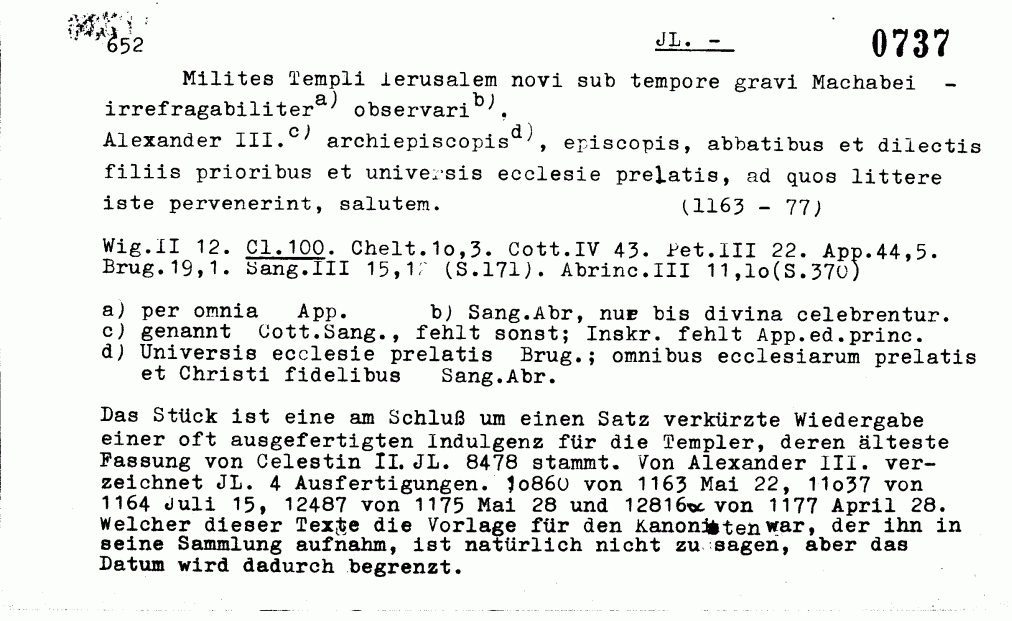 652 JL. - 0737
Milites Templi Ierusalem novi sub tempore gravi Machabei -
irrefragabiliter a) observari b).
Alexander III. c) archiepiscopis d), episcopis, abbatibus et dilectis
filiis prioribus et universis ecclesie prelatis, ad quos littere
iste pervenerint, salutem. (1163 - 77)
Wig.II 12. Cl.100. Chelt.1o,3. Cott.IV 43. Pet.III 22. App.44,5.
Brug.19,1. Sang.III 15, (S.171). Abrinc.III 11,1o(S.370)
a) per omnia App. b) Sang.Abr, nur bis divina celebrentur.
c) genannt Cott.Sang., fehlt sonst; Inskr. fehlt App.ed.princ.
d) Universis ecclesie prelatis Brug.; omnibus ecclesiarum prelatis
et Christi fidelibus Sang.Abr.
Das Stück ist eine am Schluß um einen Satz verkürzte Wiedergabe
einer oft ausgefertigten Indulgenz für die Templer, deren älteste
Fassung von Celestin II. JL. 8478 stammt. Von Alexander III. ver-
zeichnet JL. 4 Ausfertigungen. 1o860 von 1163 Mai 22, 11o37 von
1164 Juli 15, 12487 von 1175 Mai 28 und 12816α von 1177 April 28.
Welcher dieser Texte die Vorlage für den Kanonisten war, der ihn in
seine Sammlung aufnahm, ist natürlich nicht zu sagen, aber das
Datum wird dadurch begrenzt.